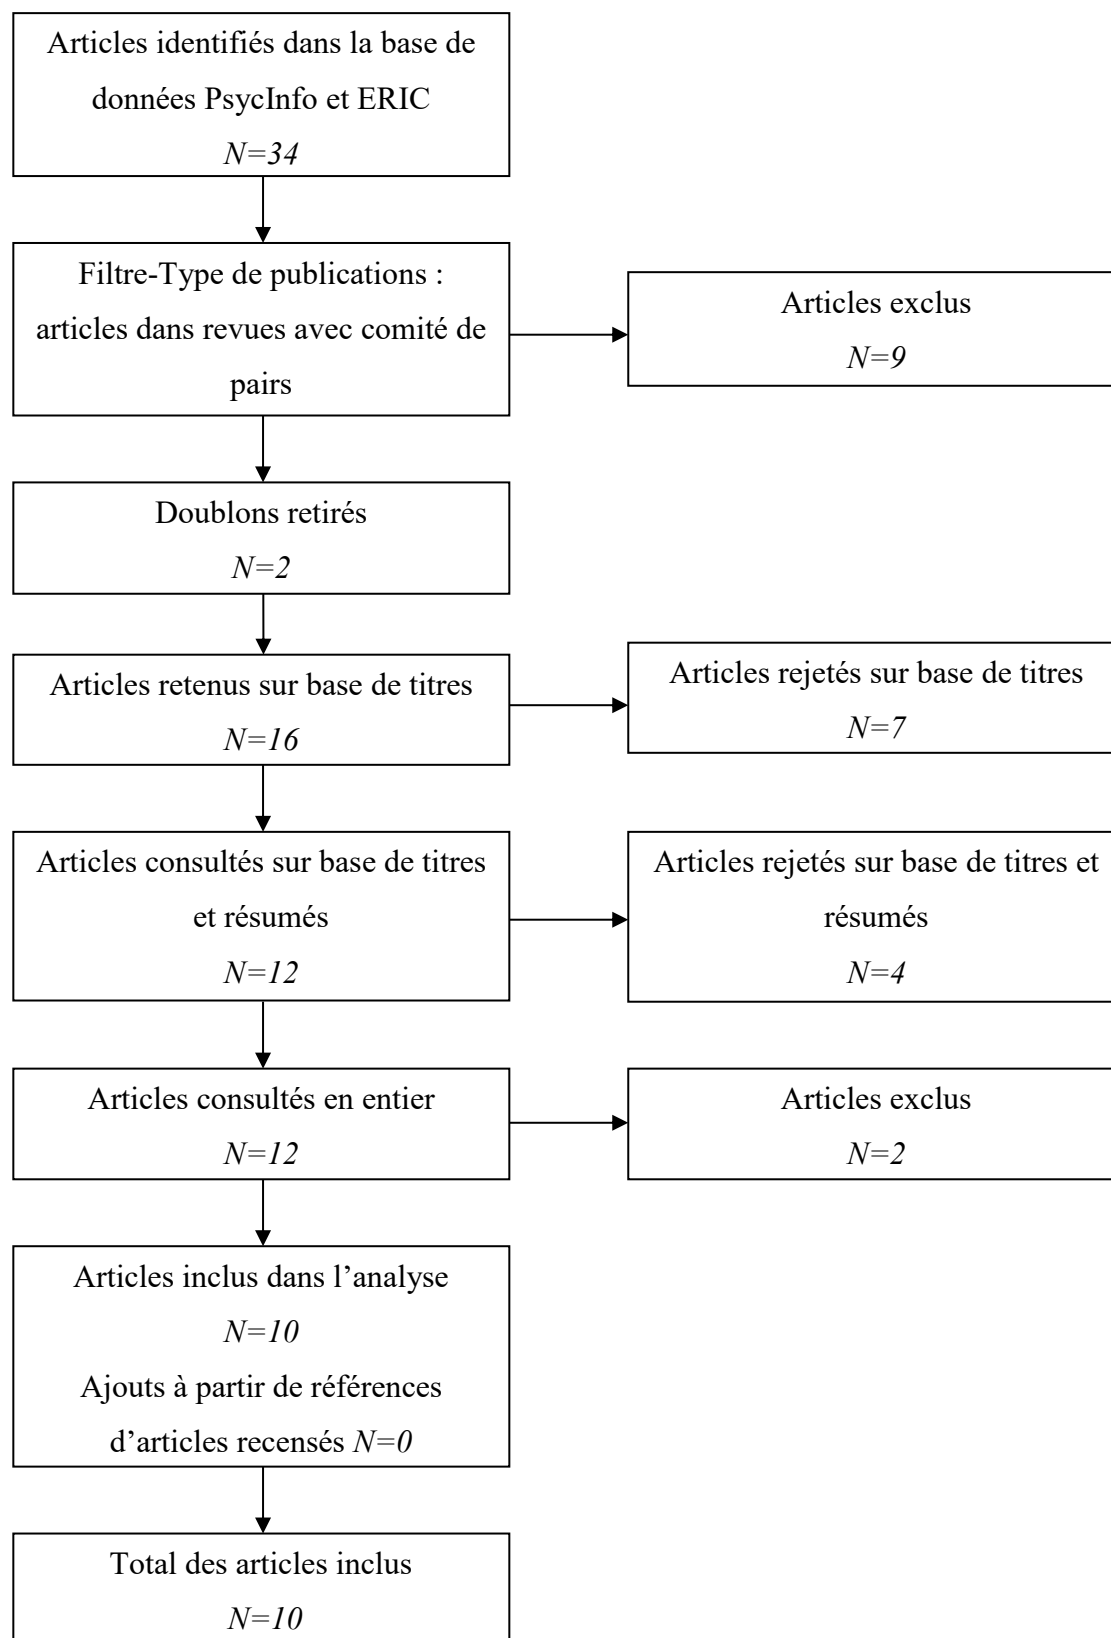 Articles identifiés dans la base de
données PsycInfo et ERIC
N=34
Filtre-Type de publications :
articles dans revues avec comité de
pairs
Articles exclus
N=9
Doublons retirés
N=2
Articles retenus sur base de titres
N=16
Articles rejetés sur base de titres
N=7
Articles consultés sur base de titres
et résumés
N=12
Articles rejetés sur base de titres et
résumés
N=4
Articles consultés en entier
N=12
Articles exclus
N=2
Articles inclus dans l’analyse
N=10
Ajouts à partir de références
d’articles recensés N=0
Total des articles inclus
N=10